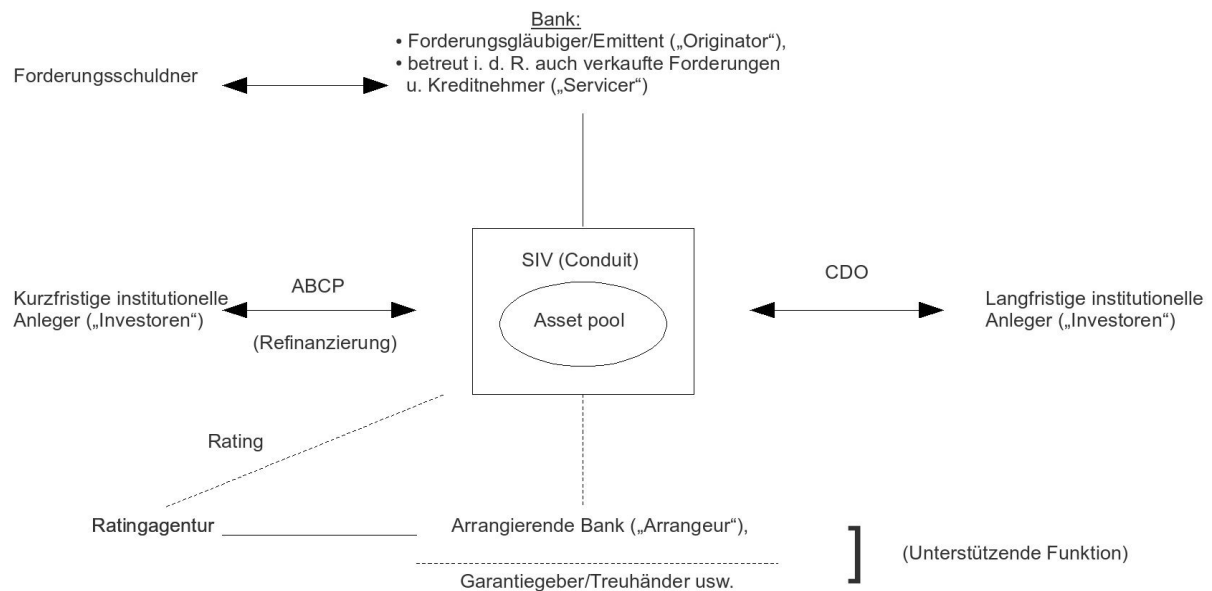 Bank:
• Forderungsgläubiger/Emittent („Originator“),
• betreut i. d. R. auch verkaufte Forderungen
u. Kreditnehmer („Servicer“)
Forderungsschuldner
SIV (Conduit)
Asset pool
ABCP
(Refinanzierung)
Kurzfristige institutionelle
Anleger („Investoren“)
CDO
Langfristige institutionelle
Anleger („Investoren“)
Rating
Ratingagentur
Arrangierende Bank („Arrangeur“),
Garantiegeber/Treuhänder usw.
(Unterstützende Funktion)